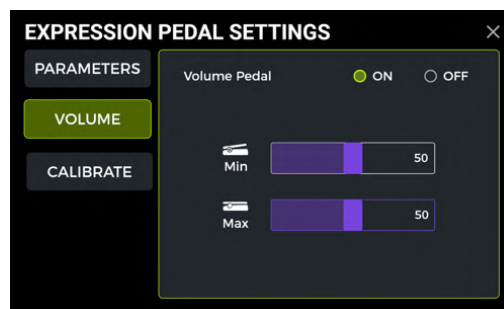 EXPRESSION PEDAL SETTINGS
PARAMETERS
Volume Pedal ON OFF
VOLUME
Min 50
CALIBRATE
Max 50